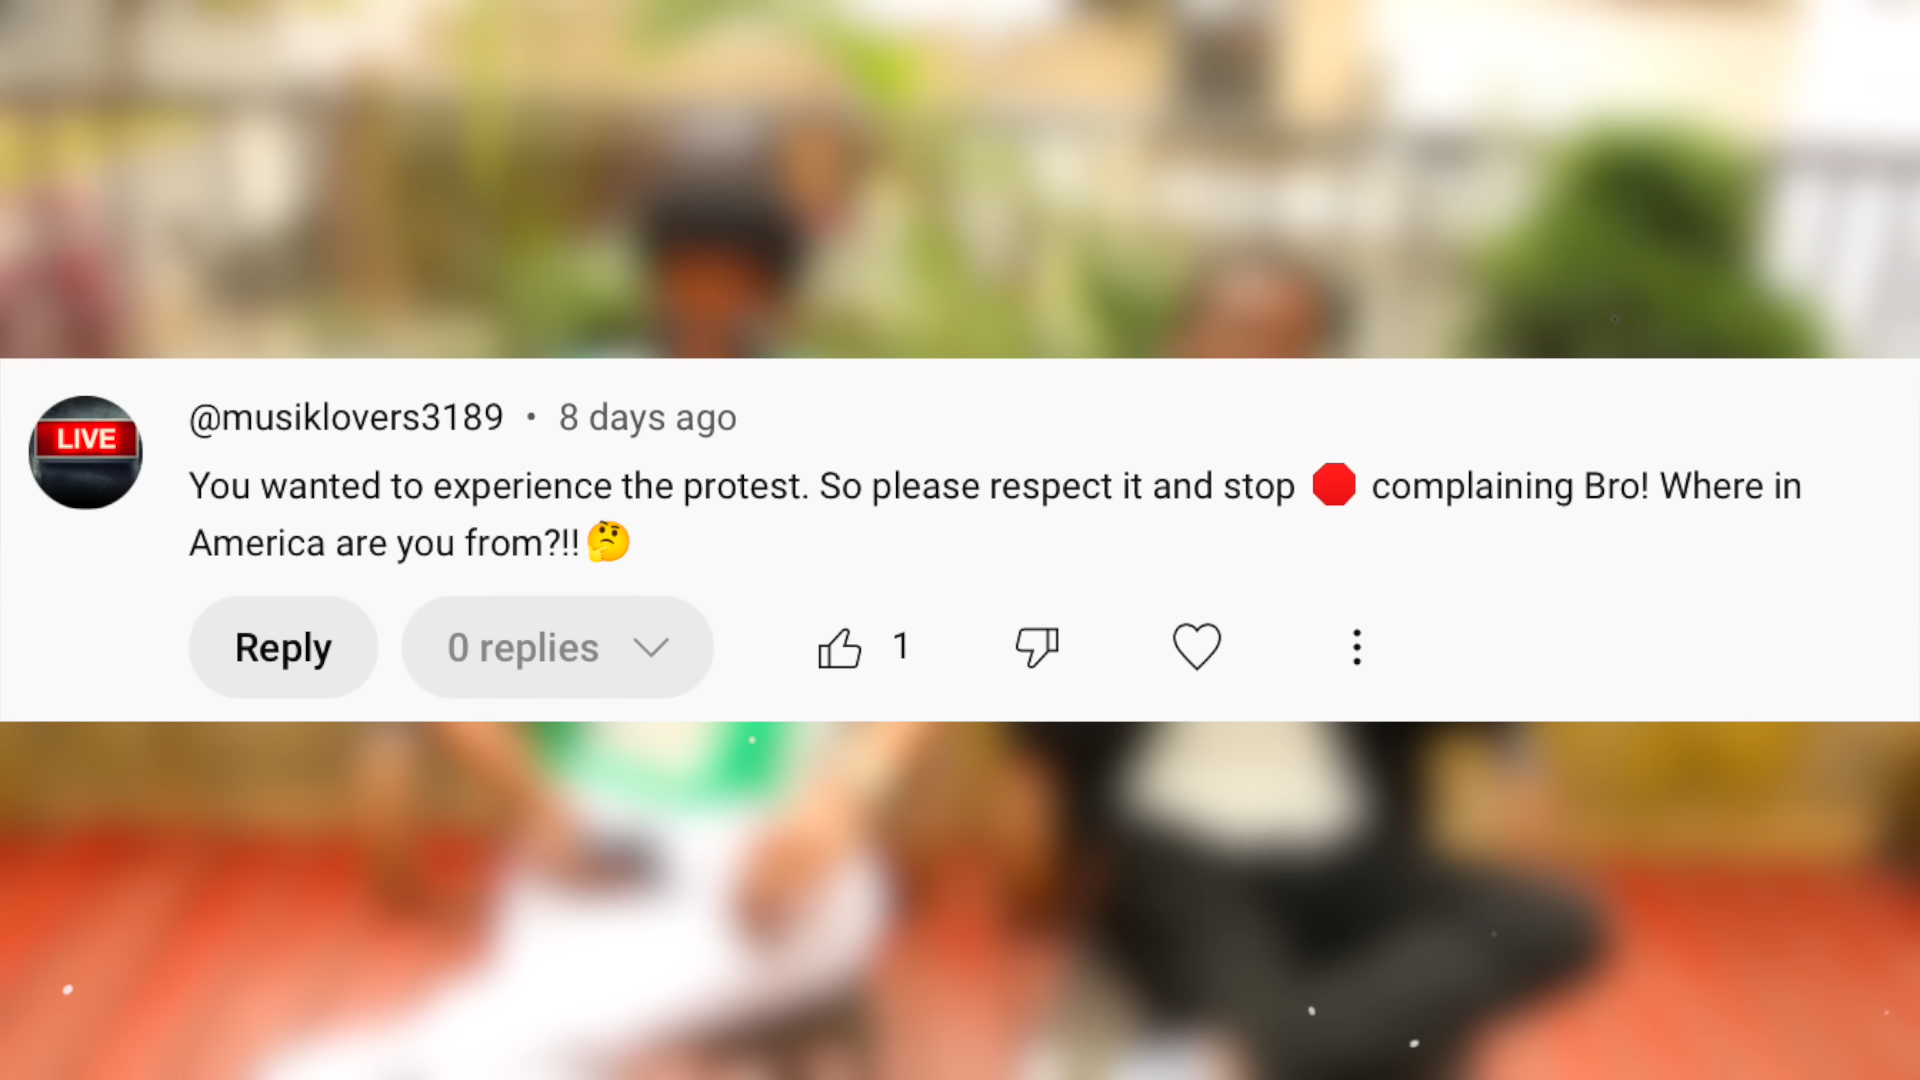 LIVE
@musiklovers3189 • 8 days ago
You wanted to experience the protest. So please respect it and stop 🛑 complaining Bro! Where in
America are you from?!!🤔
Reply
0 replies
1